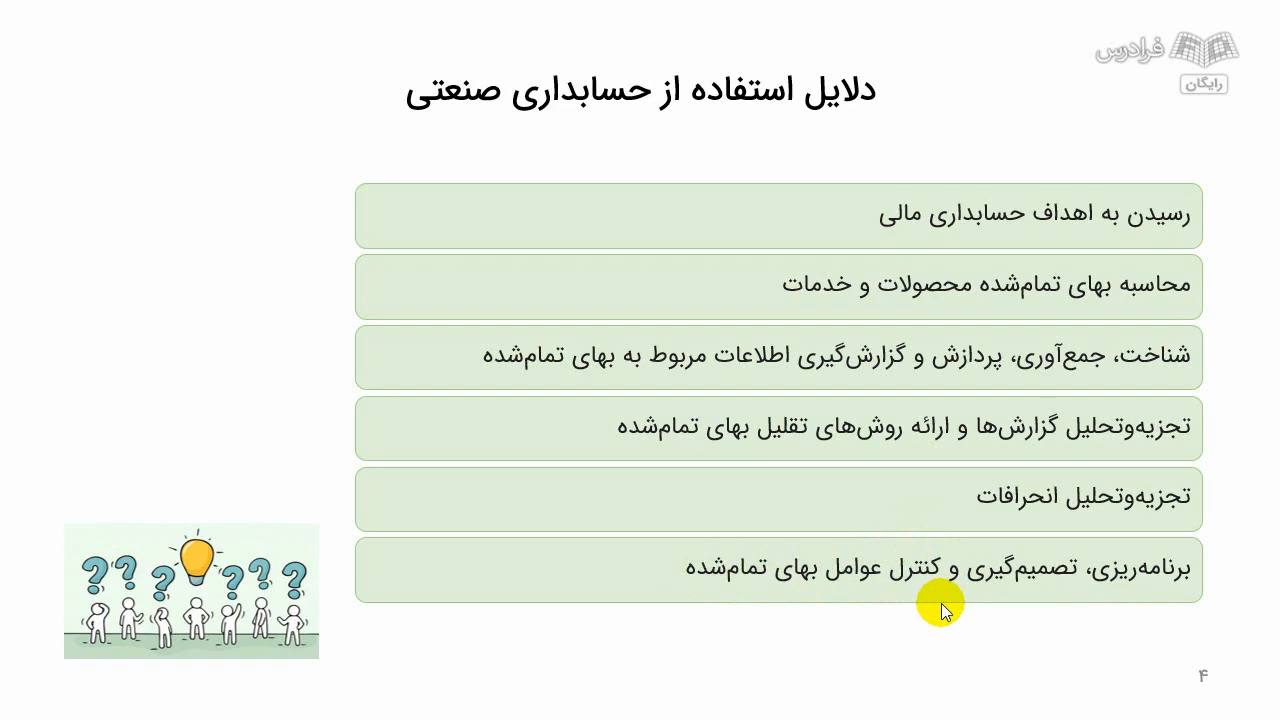 فرادرس
رایگان
دلایل استفاده از حسابداری صنعتی
رسیدن به اهداف حسابداری مالی
محاسبه بهای تمام‌شده محصولات و خدمات
شناخت، جمع‌آوری، پردازش و گزارش‌گیری اطلاعات مربوط به بهای تمام‌شده
تجزیه‌وتحلیل گزارش‌ها و ارائه روش‌های تقلیل بهای تمام‌شده
تجزیه‌وتحلیل انحرافات
برنامه‌ریزی، تصمیم‌گیری و کنترل عوامل بهای تمام‌شده
? ? ? ? ? ?
۴